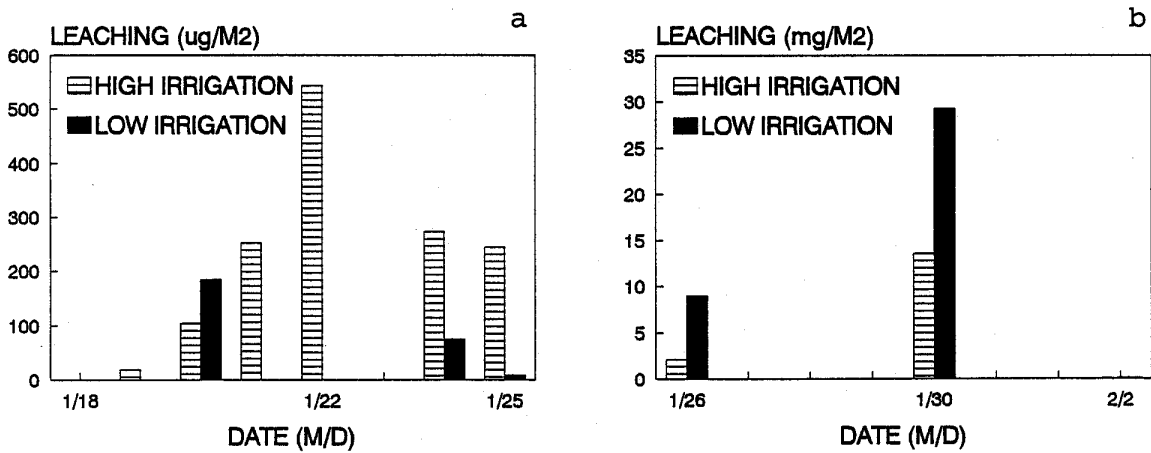 a
LEACHING (ug/M2)
600
500
400
300
200
100
0
HIGH IRRIGATION
LOW IRRIGATION
1/18
1/22
1/25
DATE (M/D)
b
LEACHING (mg/M2)
35
30
25
20
15
10
5
0
HIGH IRRIGATION
LOW IRRIGATION
1/26
1/30
2/2
DATE (M/D)